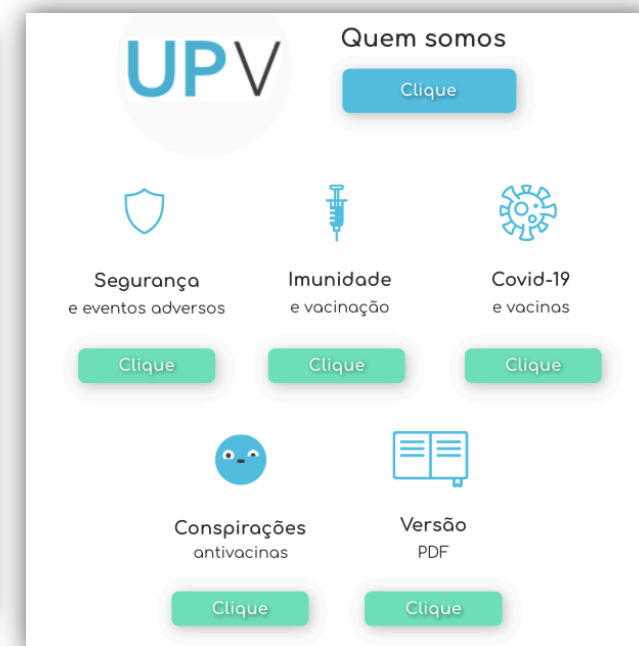 UPV
Quem somos
Clique
Segurança
e eventos adversos
Clique
Imunidade
e vacinação
Clique
Covid-19
e vacinas
Clique
Conspirações
antivacinas
Clique
Versão
PDF
Clique